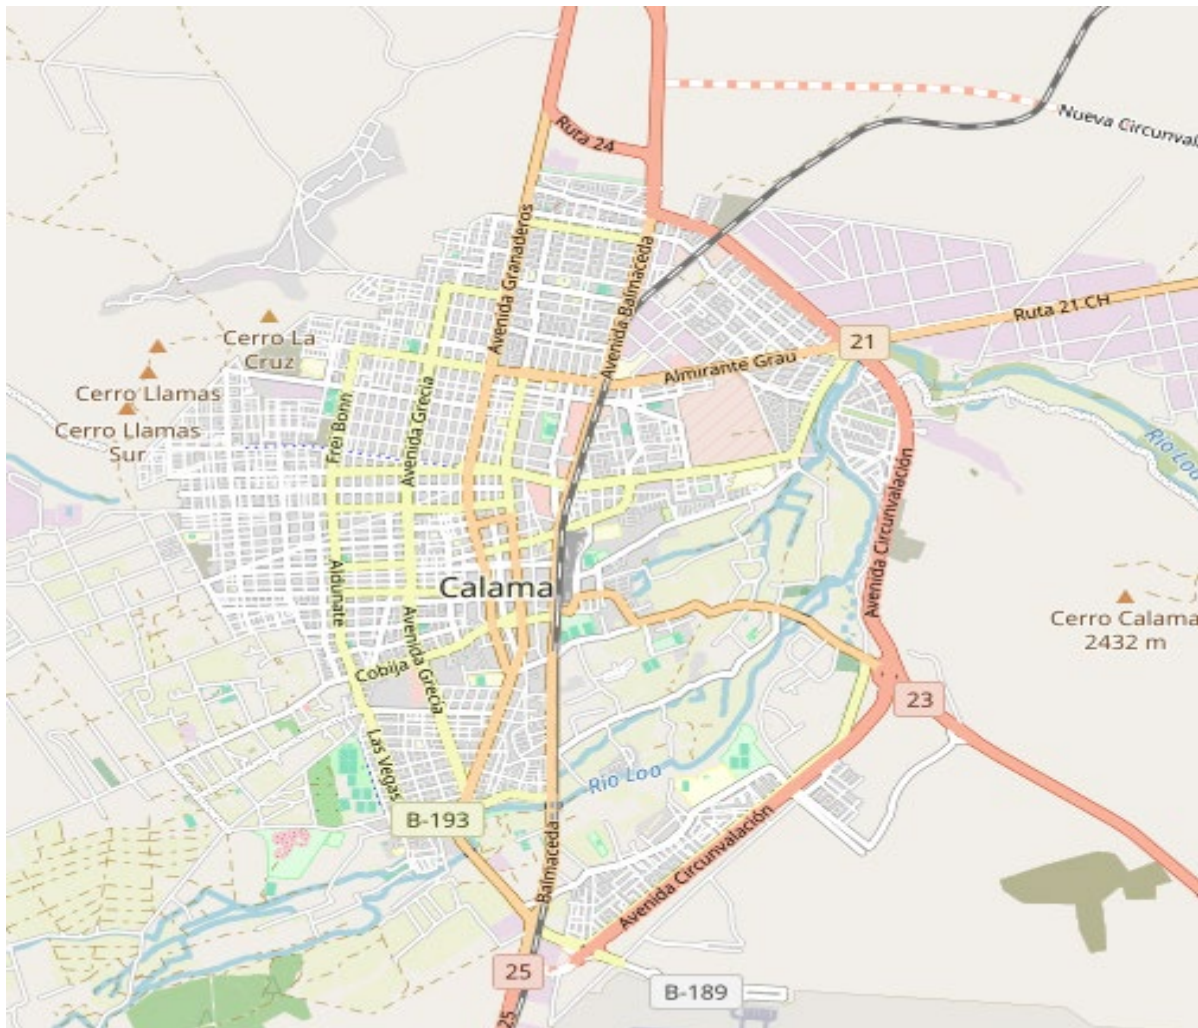 Ruta 24
Nueva Circunval
Avenida Granaderos
Avenida Balmaceda
Ruta 21 CH
Cerro La
Cruz
21
Almirante Grau
Cerro Llamas
Cerro Llamas
Sur
Frei Bonn
Avenida Grecia
Río Lo
Avenida Circunvalación
Aldunate
Calama
Avenida Grecia
Cerro Calama
2432 m
Cobija
23
Las Vegas
Río Loa
B-193
Balmaceda
Avenida Circunvalación
25
B-189
25